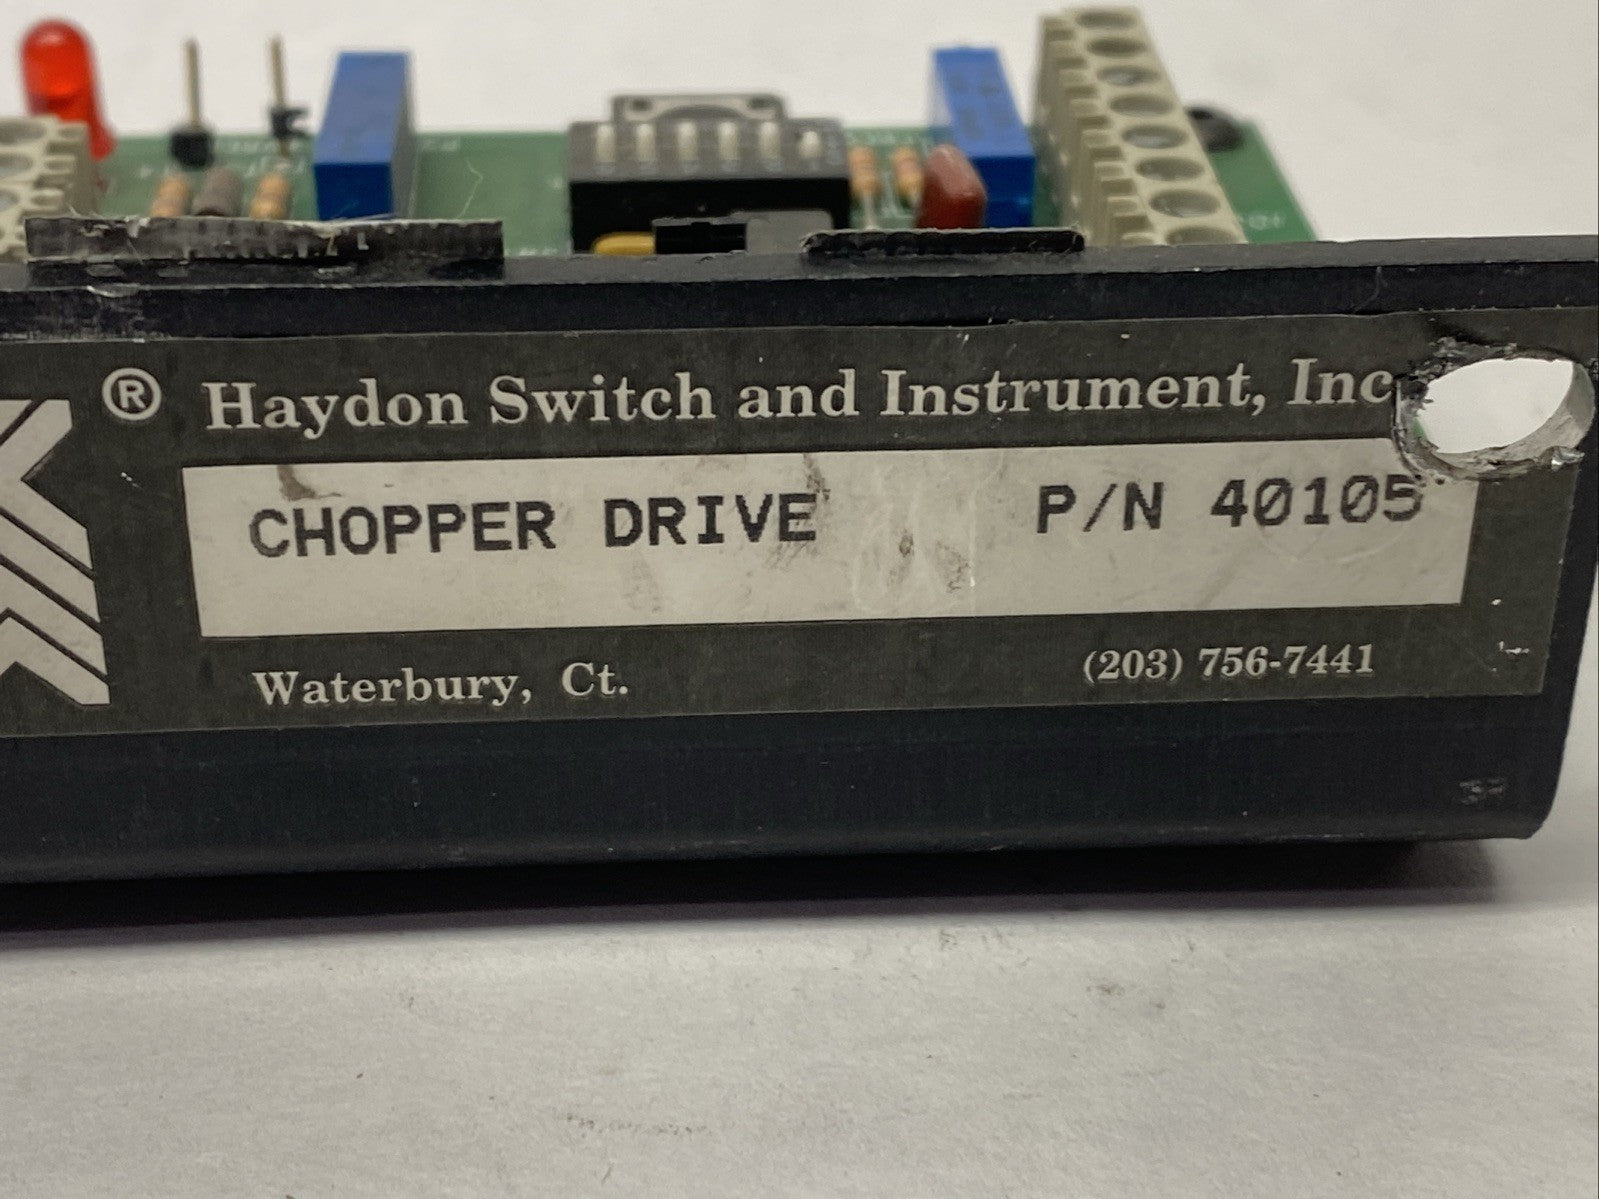 ® Haydon Switch and Instrument, Inc
CHOPPER DRIVE P/N 40105
Waterbury, Ct. (203) 756-7441